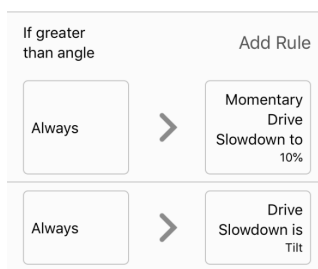 If greater
than angle
Add Rule
Always
Momentary
Drive
Slowdown to
10%
Always
Drive
Slowdown is
Tilt